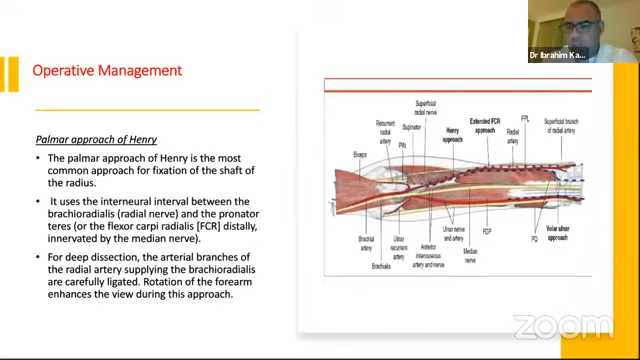 Dr Ibrahim Ka...
Operative Management
Palmar approach of Henry
• The palmar approach of Henry is the most
common approach for fixation of the shaft of
the radius.
• It uses the interneural interval between the
brachioradialis (radial nerve) and the pronator
teres (or the flexor carpi radialis [FCR] distally,
innervated by the median nerve).
• For deep dissection, the arterial branches of
the radial artery supplying the brachioradialis
are carefully ligated. Rotation of the forearm
enhances the view during this approach.
Biceps
Recurrent
radial
artery
PIN
Supinator
Superficial
radial nerve
Henry
approach
Extended FCR
approach
Radial
artery
FPL
Superficial branch
of radial artery
Brachial
artery
Brachialis
Ulnar
recurrent
artery
Anterior
interosseous
artery and nerve
Ulnar nerve
and artery
Median
nerve
FDP
PQ
Volar ulnar
approach
zoom